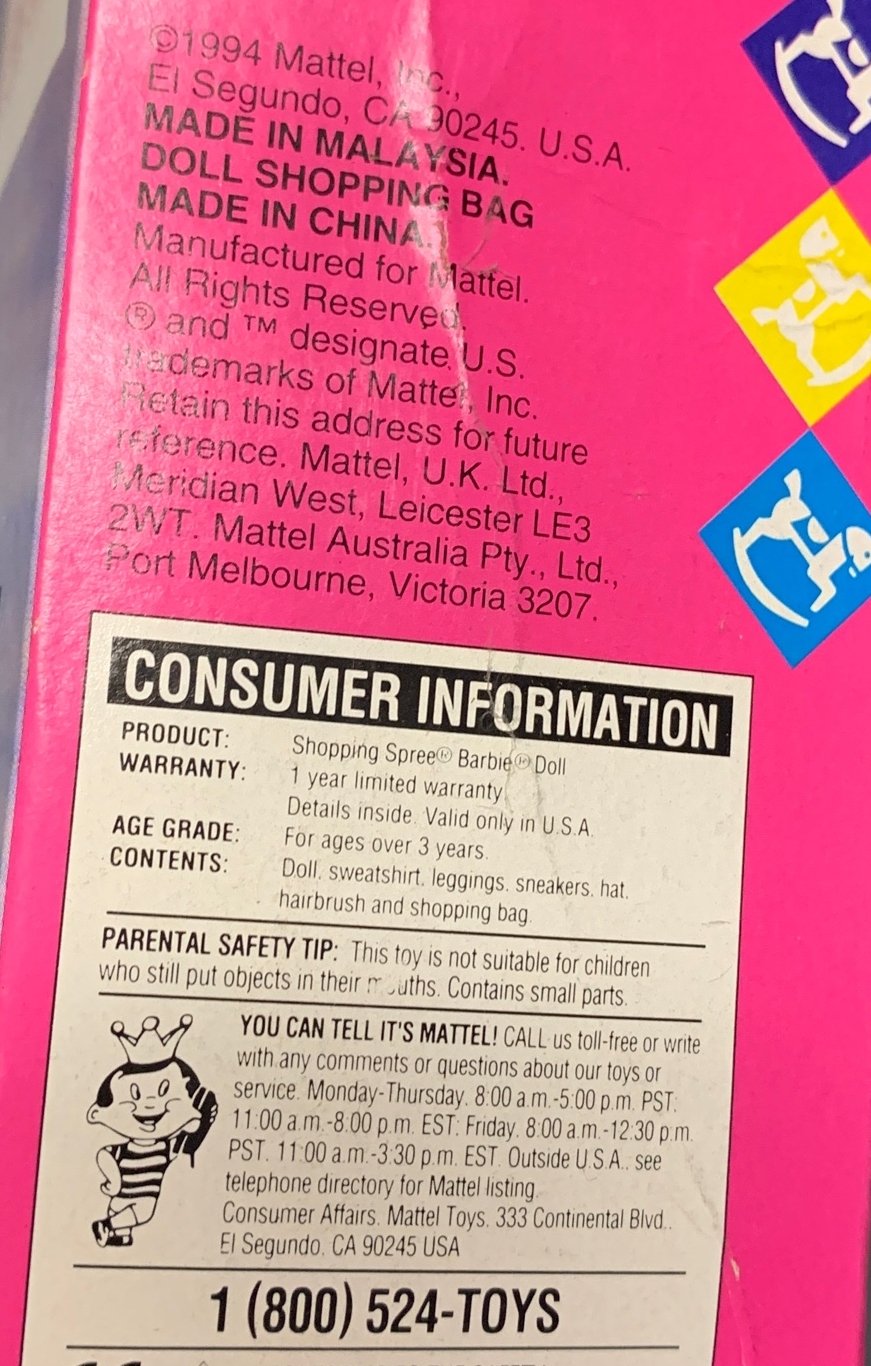 ©1994 Mattel, Inc.,
El Segundo, CA 90245. U.S.A.
MADE IN MALAYSIA.
DOLL SHOPPING BAG
MADE IN CHINA.
Manufactured for Mattel.
All Rights Reserved.
® and ™ designate U.S.
trademarks of Mattel, Inc.
Retain this address for future
reference. Mattel, U.K. Ltd.,
Meridian West, Leicester LE3
2WT. Mattel Australia Pty., Ltd.,
Port Melbourne, Victoria 3207.
CONSUMER INFORMATION
PRODUCT: Shopping Spree® Barbie® Doll
WARRANTY: 1 year limited warranty.
Details inside. Valid only in U.S.A.
AGE GRADE: For ages over 3 years.
CONTENTS: Doll, sweatshirt, leggings, sneakers, hat,
hairbrush and shopping bag.
PARENTAL SAFETY TIP: This toy is not suitable for children
who still put objects in their mouths. Contains small parts.
YOU CAN TELL IT'S MATTEL! CALL us toll-free or write
with any comments or questions about our toys or
service. Monday-Thursday, 8:00 a.m.-5:00 p.m. PST;
11:00 a.m.-8:00 p.m. EST; Friday, 8:00 a.m.-12:30 p.m.
PST, 11:00 a.m.-3:30 p.m. EST. Outside U.S.A., see
telephone directory for Mattel listing.
Consumer Affairs, Mattel Toys, 333 Continental Blvd.,
El Segundo, CA 90245 USA
1 (800) 524-TOYS